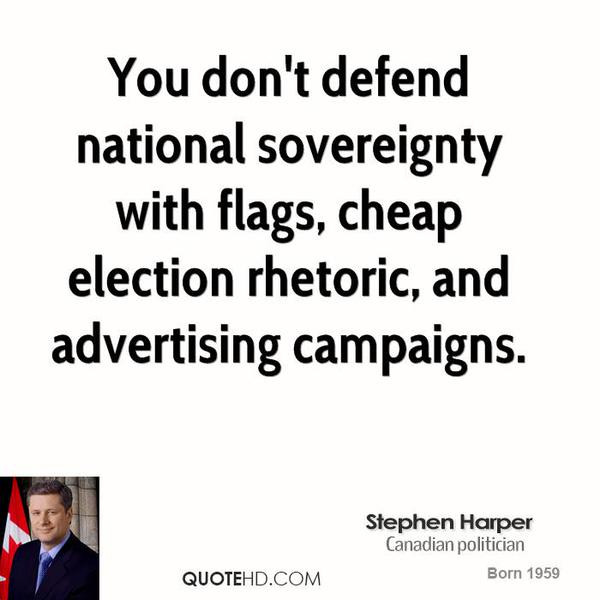 You don't defend
national sovereignty
with flags, cheap
election rhetoric, and
advertising campaigns.
Stephen Harper
Canadian politician
Born 1959
QUOTEHD.COM